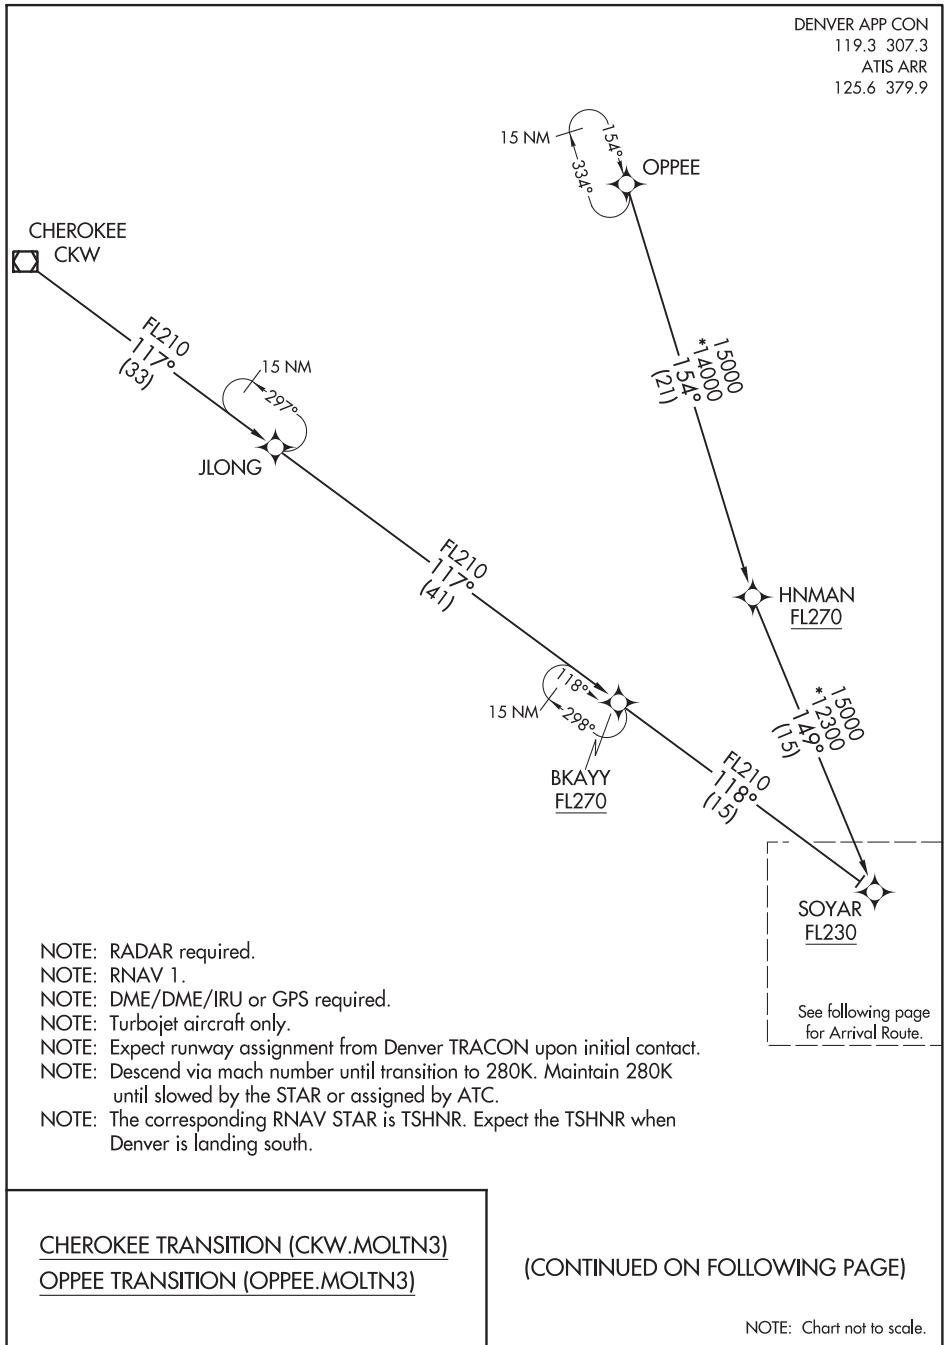 DENVER APP CON
119.3 307.3
ATIS ARR
125.6 379.9
15 NM
154°
334°
OPPEE
CHEROKEE
CKW
FL210
117°
(33)
15 NM
297°
JLONG
15000
*14000
154°
(21)
FL210
117°
(41)
HNMAN
FL270
15 NM
118°
298°
BKAYY
FL270
15000
*12300
149°
(15)
FL210
118°
(15)
SOYAR
FL230
See following page
for Arrival Route.
NOTE: RADAR required.
NOTE: RNAV 1.
NOTE: DME/DME/IRU or GPS required.
NOTE: Turbojet aircraft only.
NOTE: Expect runway assignment from Denver TRACON upon initial contact.
NOTE: Descend via mach number until transition to 280K. Maintain 280K
until slowed by the STAR or assigned by ATC.
NOTE: The corresponding RNAV STAR is TSHNR. Expect the TSHNR when
Denver is landing south.
CHEROKEE TRANSITION (CKW.MOLTN3)
OPPEE TRANSITION (OPPEE.MOLTN3)
(CONTINUED ON FOLLOWING PAGE)
NOTE: Chart not to scale.